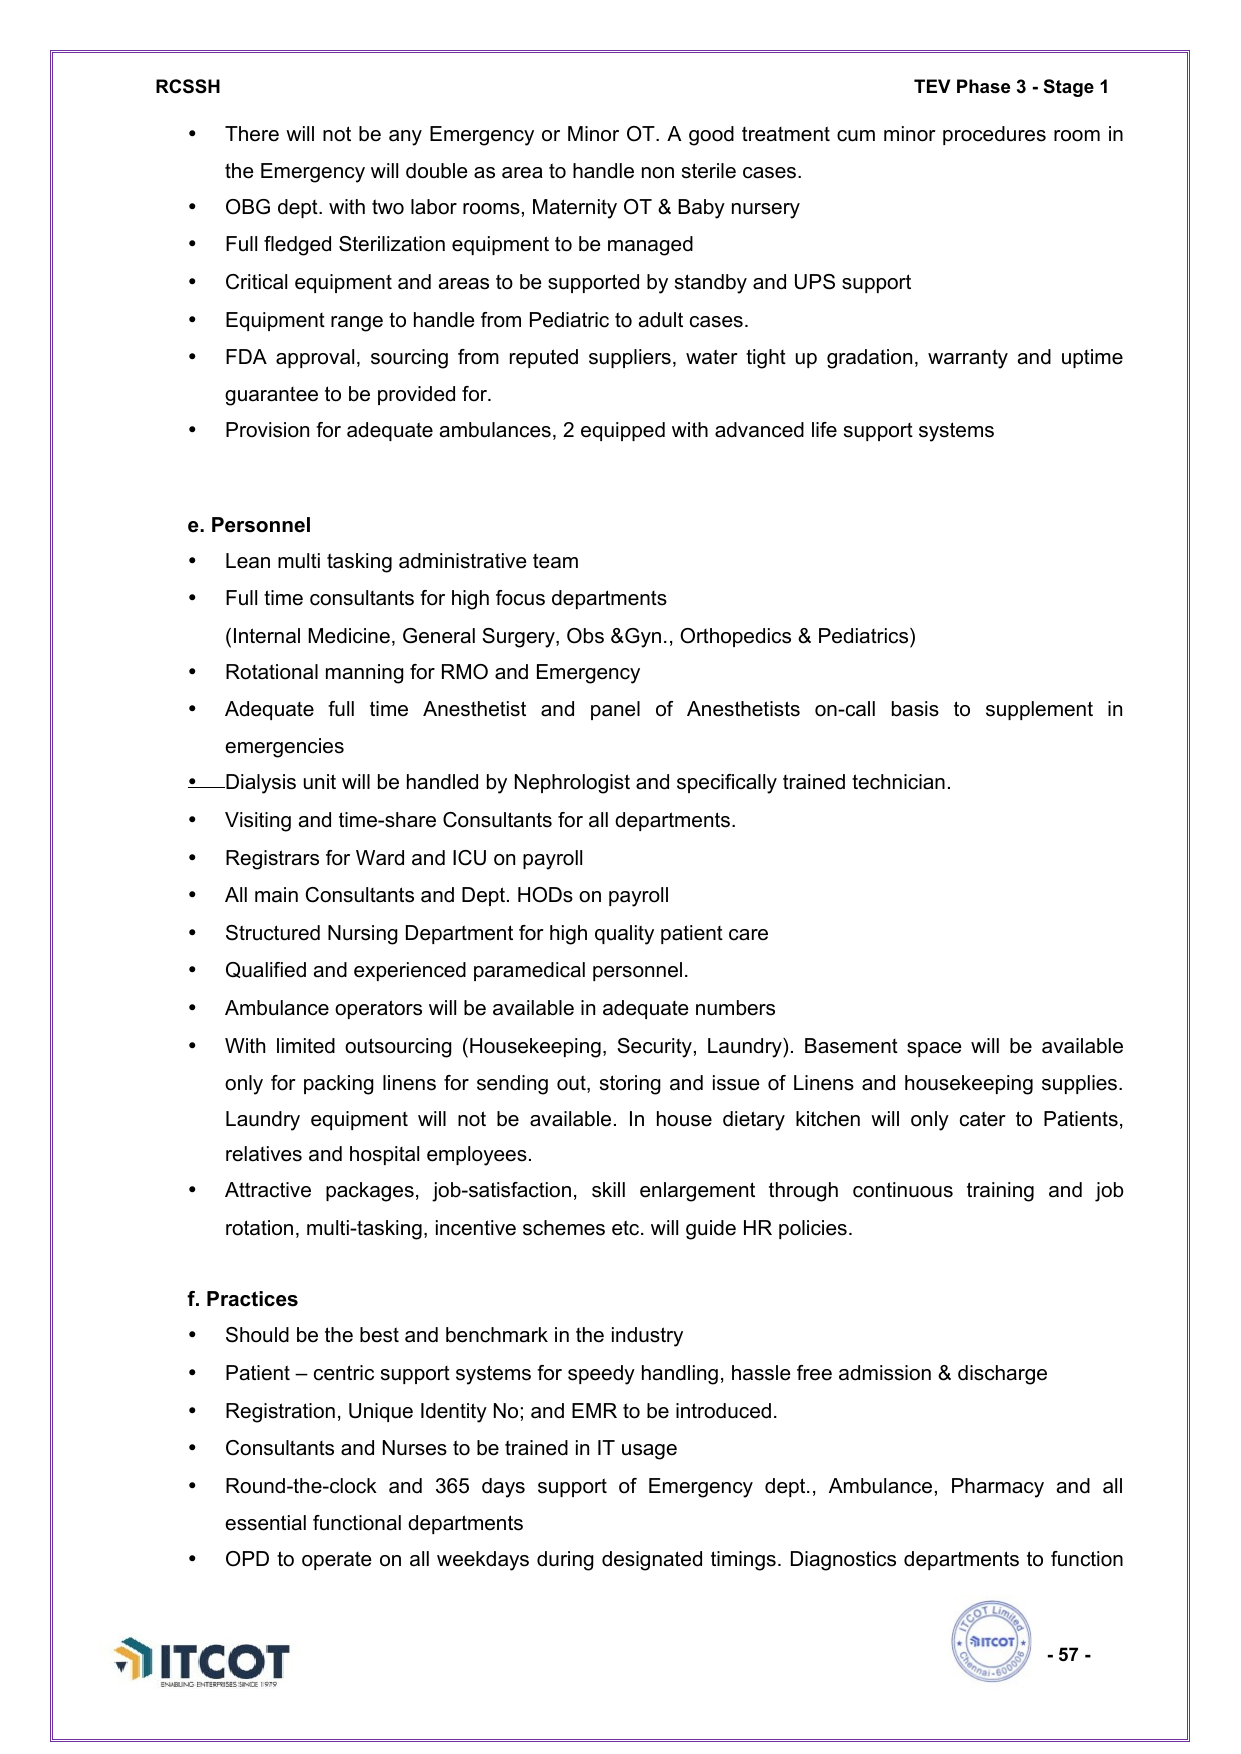 RCSSH TEV Phase 3 - Stage 1
• There will not be any Emergency or Minor OT. A good treatment cum minor procedures room in
the Emergency will double as area to handle non sterile cases.
• OBG dept. with two labor rooms, Maternity OT & Baby nursery
• Full fledged Sterilization equipment to be managed
• Critical equipment and areas to be supported by standby and UPS support
• Equipment range to handle from Pediatric to adult cases.
• FDA approval, sourcing from reputed suppliers, water tight up gradation, warranty and uptime
guarantee to be provided for.
• Provision for adequate ambulances, 2 equipped with advanced life support systems
e. Personnel
• Lean multi tasking administrative team
• Full time consultants for high focus departments
(Internal Medicine, General Surgery, Obs &Gyn., Orthopedics & Pediatrics)
• Rotational manning for RMO and Emergency
• Adequate full time Anesthetist and panel of Anesthetists on-call basis to supplement in
emergencies
• Dialysis unit will be handled by Nephrologist and specifically trained technician.
• Visiting and time-share Consultants for all departments.
• Registrars for Ward and ICU on payroll
• All main Consultants and Dept. HODs on payroll
• Structured Nursing Department for high quality patient care
• Qualified and experienced paramedical personnel.
• Ambulance operators will be available in adequate numbers
• With limited outsourcing (Housekeeping, Security, Laundry). Basement space will be available
only for packing linens for sending out, storing and issue of Linens and housekeeping supplies.
Laundry equipment will not be available. In house dietary kitchen will only cater to Patients,
relatives and hospital employees.
• Attractive packages, job-satisfaction, skill enlargement through continuous training and job
rotation, multi-tasking, incentive schemes etc. will guide HR policies.
f. Practices
• Should be the best and benchmark in the industry
• Patient – centric support systems for speedy handling, hassle free admission & discharge
• Registration, Unique Identity No; and EMR to be introduced.
• Consultants and Nurses to be trained in IT usage
• Round-the-clock and 365 days support of Emergency dept., Ambulance, Pharmacy and all
essential functional departments
• OPD to operate on all weekdays during designated timings. Diagnostics departments to function
ITCOT
ENABLING ENTERPRISES SINCE 1979
ITCOT Limited
ITCOT
Chennai-600006
- 57 -